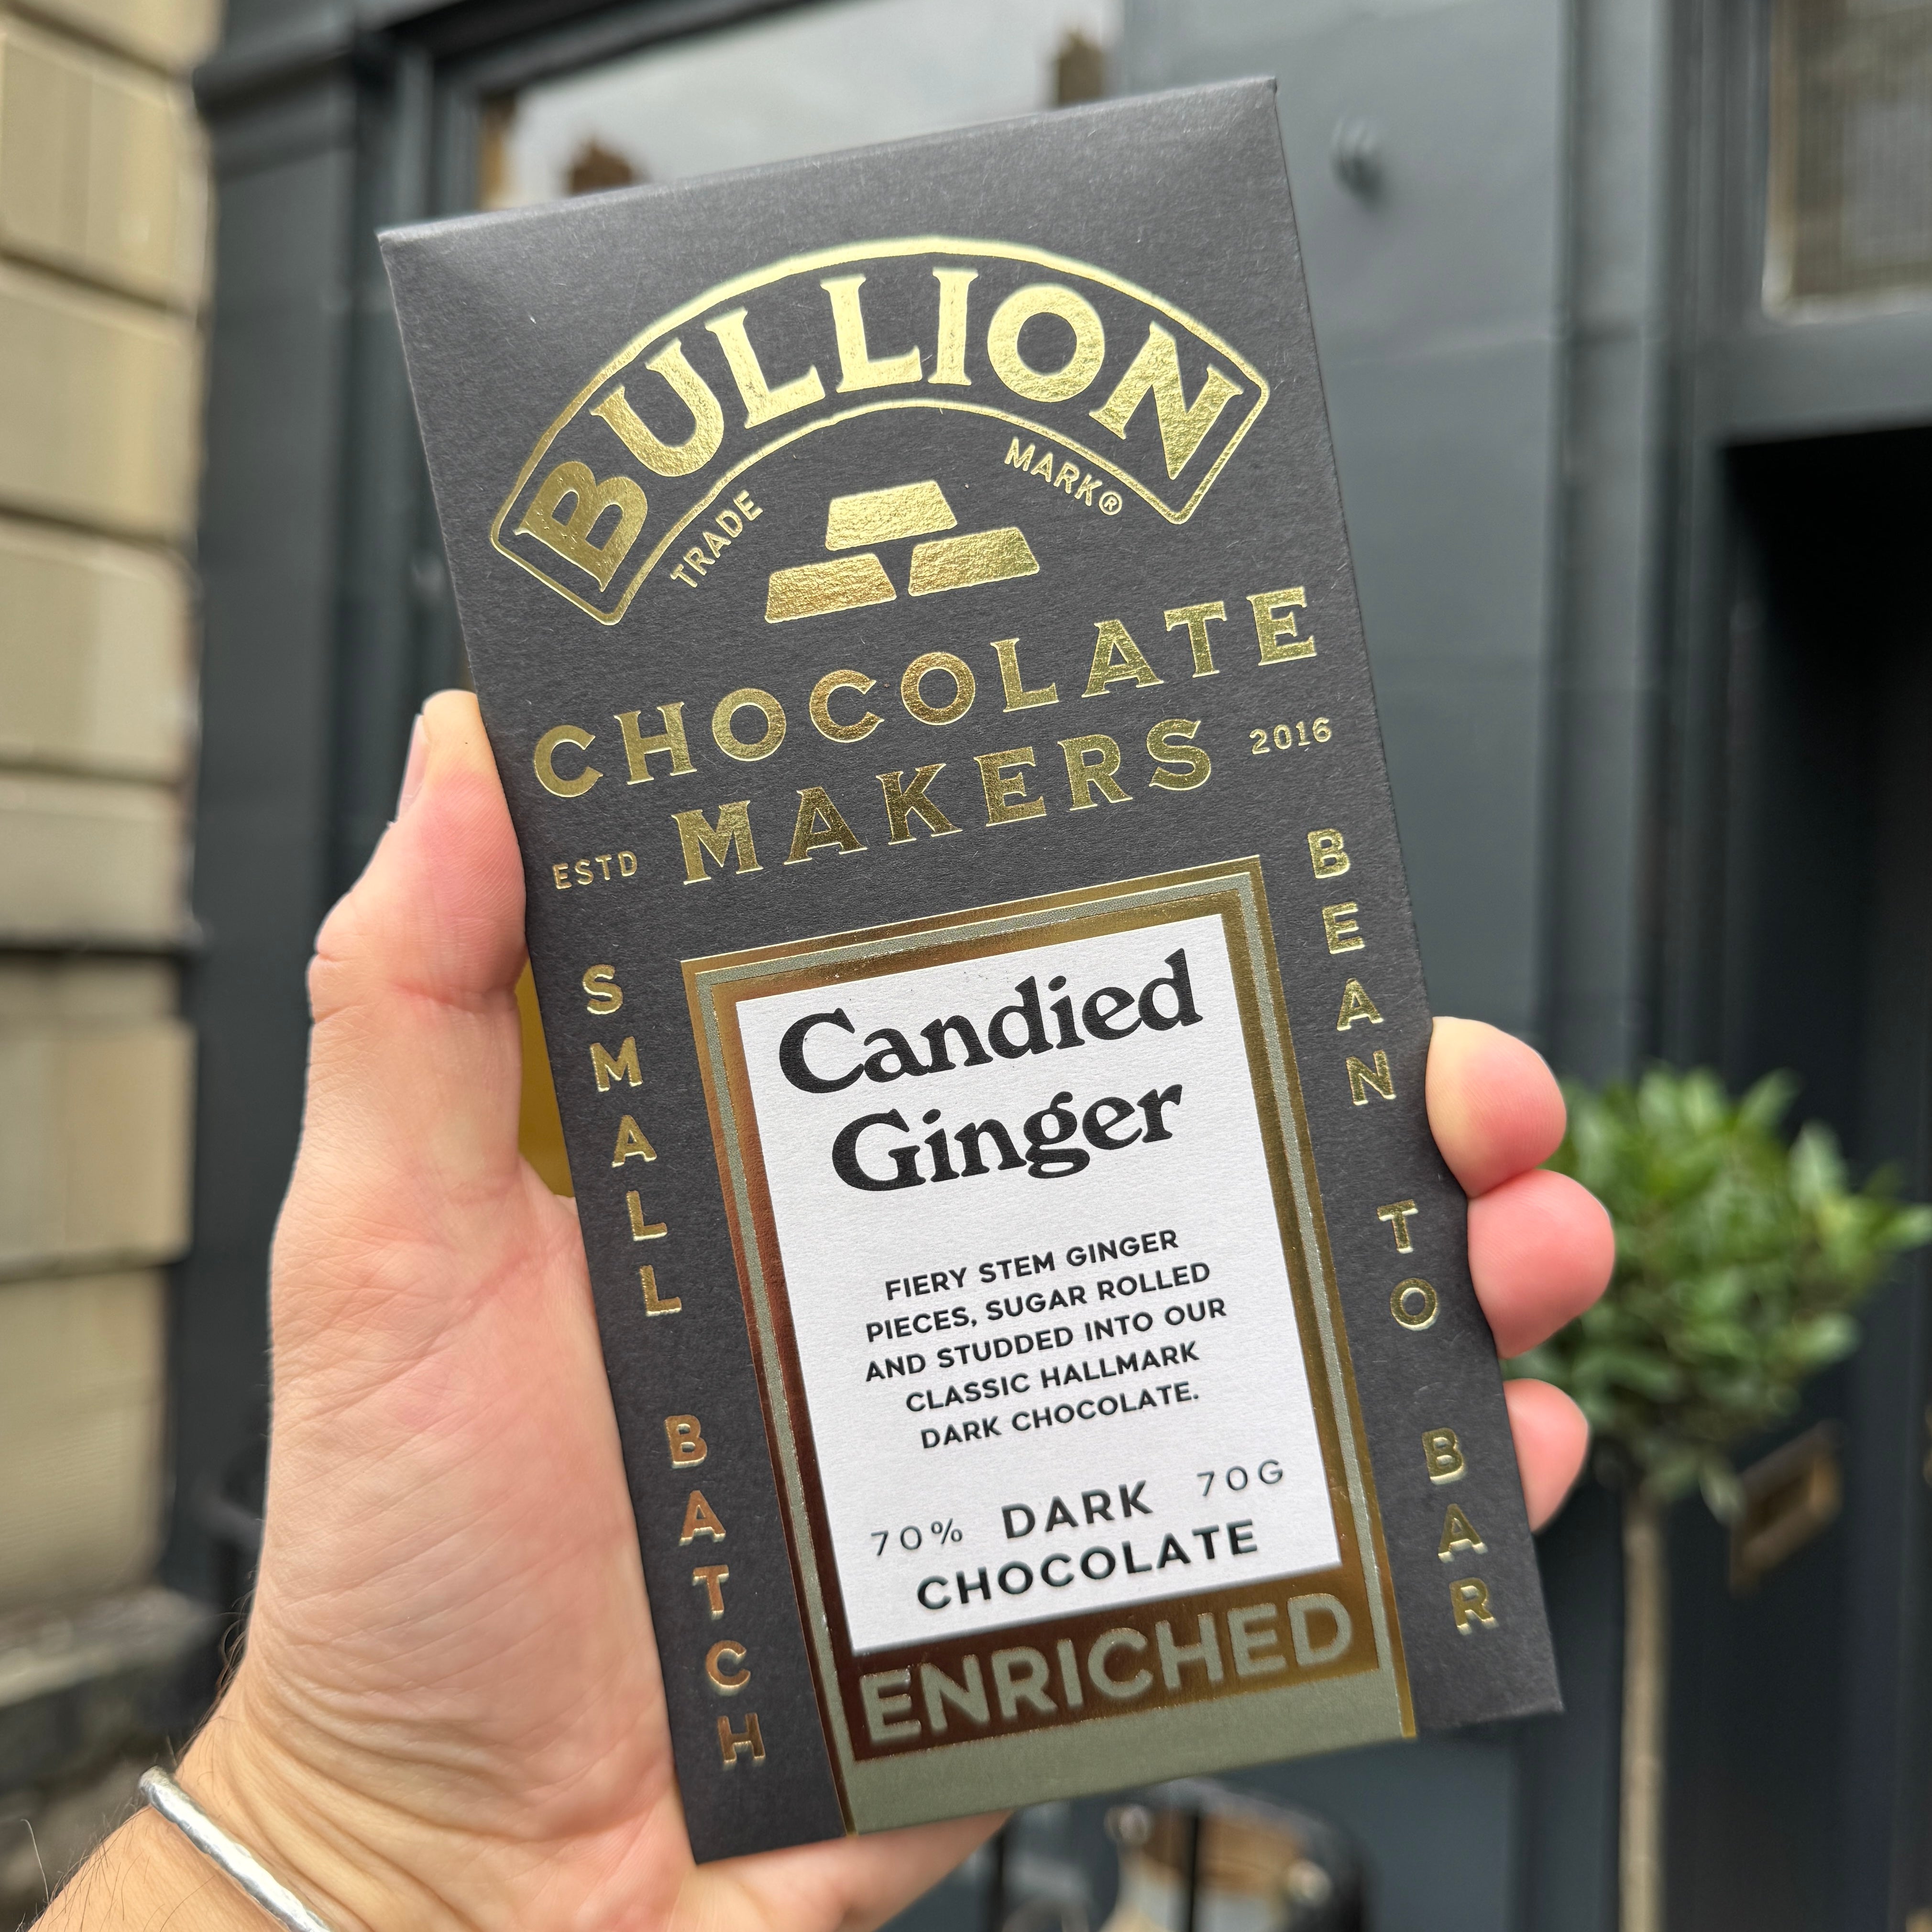 BULLION
TRADE MARK®
CHOCOLATE
MAKERS
ESTD 2016
SMALL BATCH
BEAN TO BAR
Candied
Ginger
FIERY STEM GINGER
PIECES, SUGAR ROLLED
AND STUDDED INTO OUR
CLASSIC HALLMARK
DARK CHOCOLATE.
70% DARK 70G
CHOCOLATE
ENRICHED